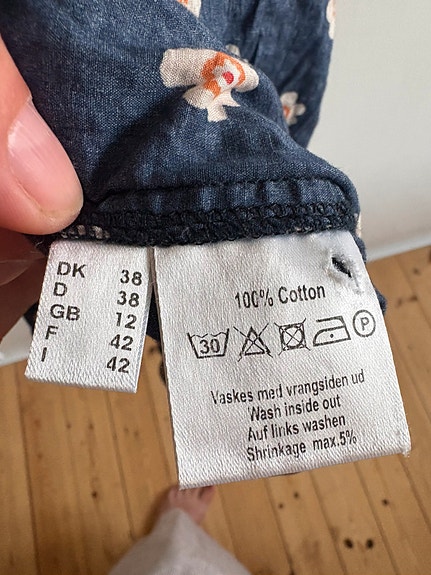 DK 38
D 38
GB 12
F 42
I 42
100% Cotton
30 P
Vaskes med vrangsiden ud
Wash inside out
Auf links washen
Shrinkage max.5%